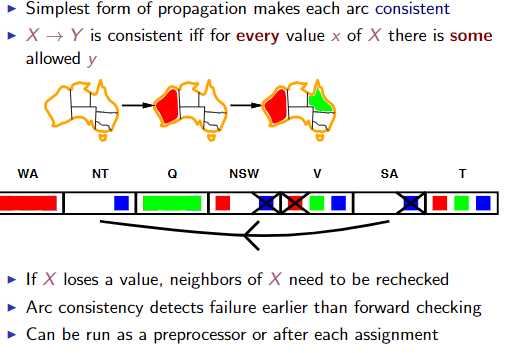 Simplest form of propagation makes each arc consistent
X → Y is consistent iff for every value x of X there is some
allowed y
WA NT Q NSW V SA T
If X loses a value, neighbors of X need to be rechecked
Arc consistency detects failure earlier than forward checking
Can be run as a preprocessor or after each assignment